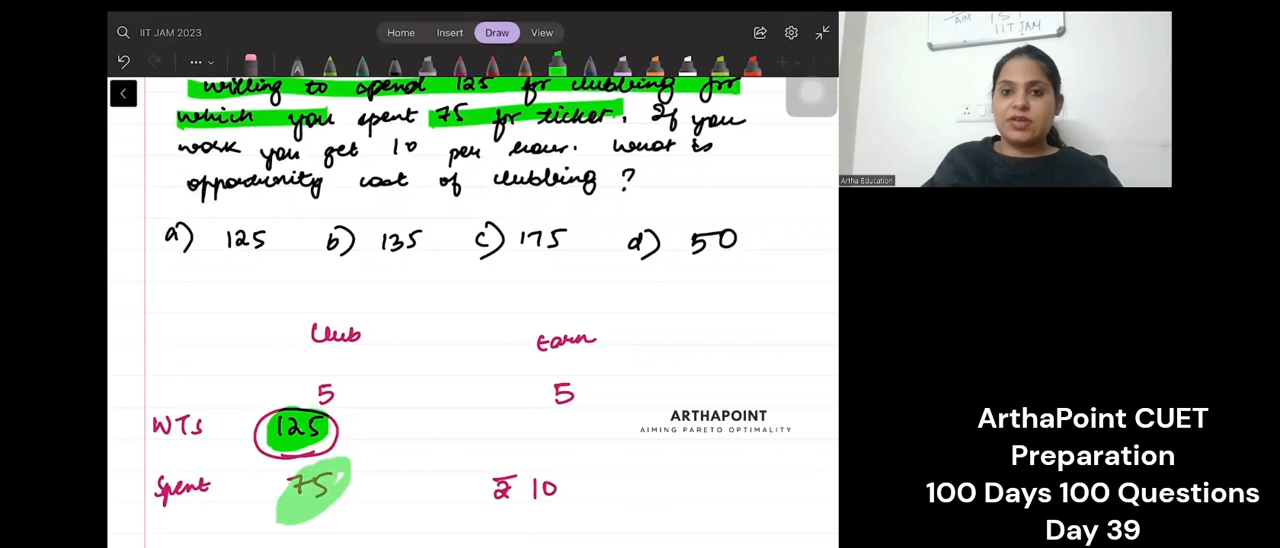 IIT JAM 2023
Home Insert Draw View
AIM
IIT JAM
willing to spend 125 for clubbing for
which you spent 75 for ticket. If you
work you get 10 per hour. What is
opportunity cost of clubbing ?
Artha Education
a) 125 b) 135 c) 175 d) 50
Club Earn
5 5
WTS 125
ARTHAPOINT
AIMING PARETO OPTIMALITY
Spent 75 ₹ 10
ArthaPoint CUET
Preparation
100 Days 100 Questions
Day 39